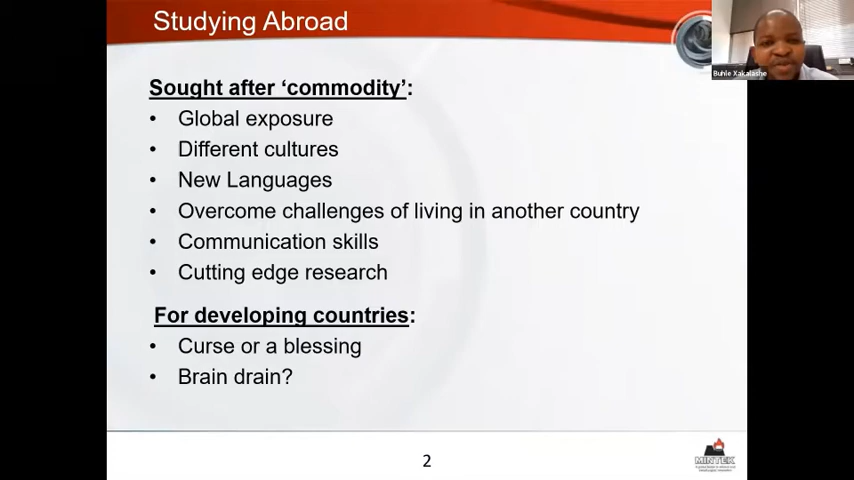 Studying Abroad
Buhle Xakalashe
Sought after ‘commodity’:
• Global exposure
• Different cultures
• New Languages
• Overcome challenges of living in another country
• Communication skills
• Cutting edge research
For developing countries:
• Curse or a blessing
• Brain drain?
2
MINTEK